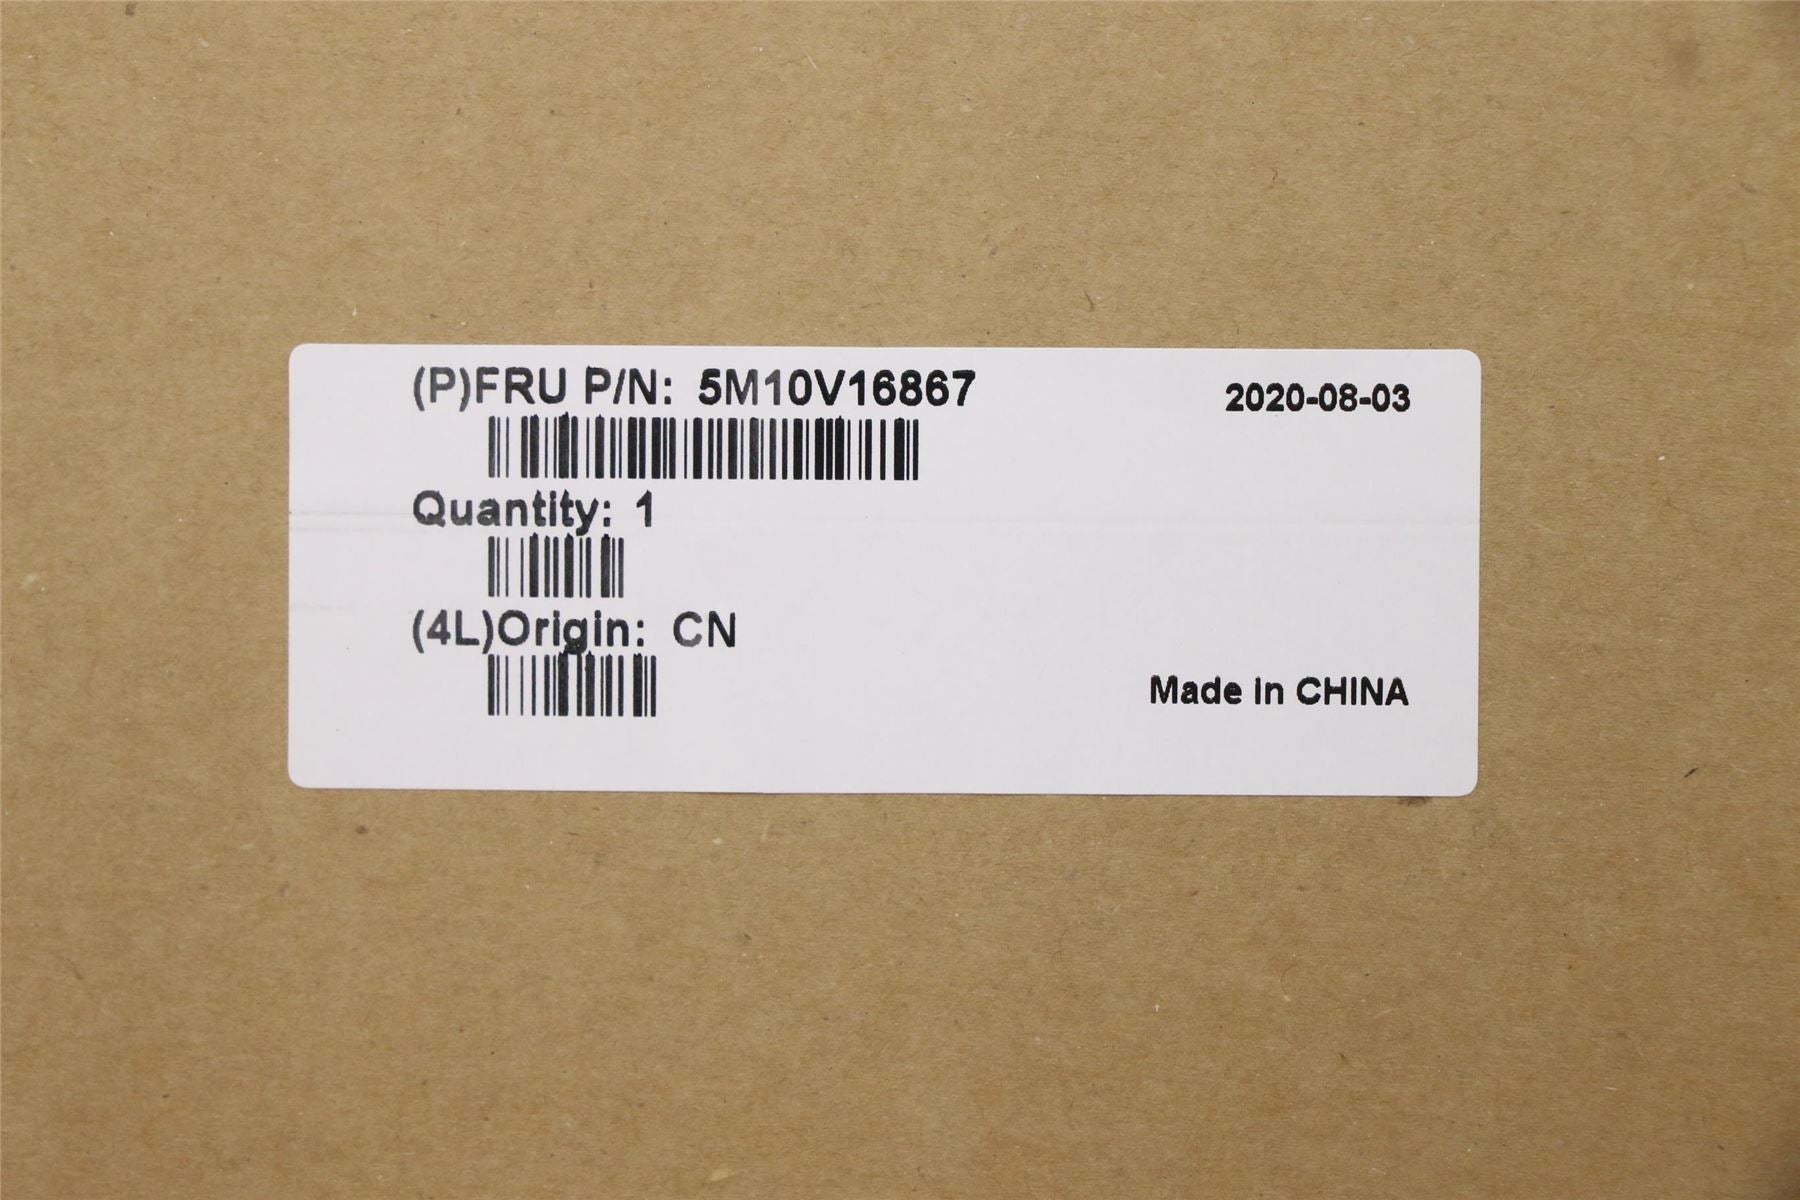 (P)FRU P/N: 5M10V16867
2020-08-03
Quantity: 1
(4L)Origin: CN
Made in CHINA